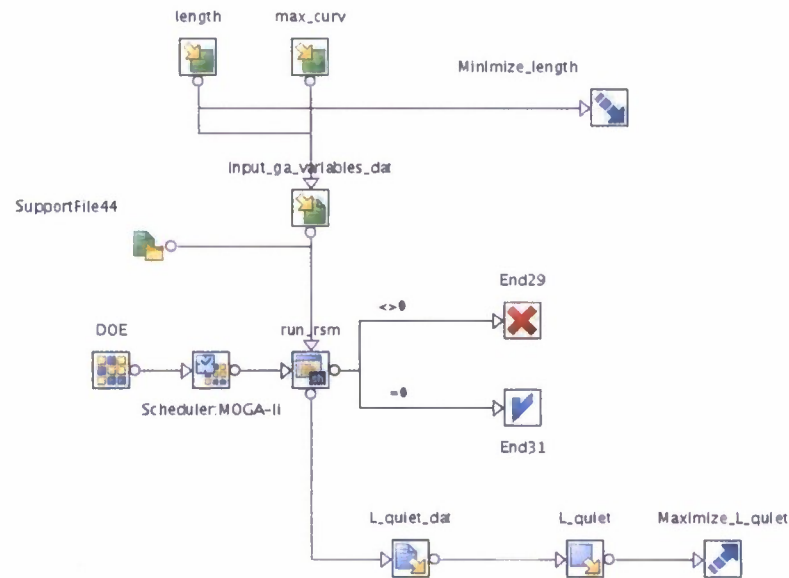 length
max_curv
Minimize_length
Input_ga_variables_dat
SupportFile44
End29
<>0
DOE
run_rsm
=0
Scheduler:MOGA-II
End31
L_quiet_dat
L_quiet
Maximize_L_quiet